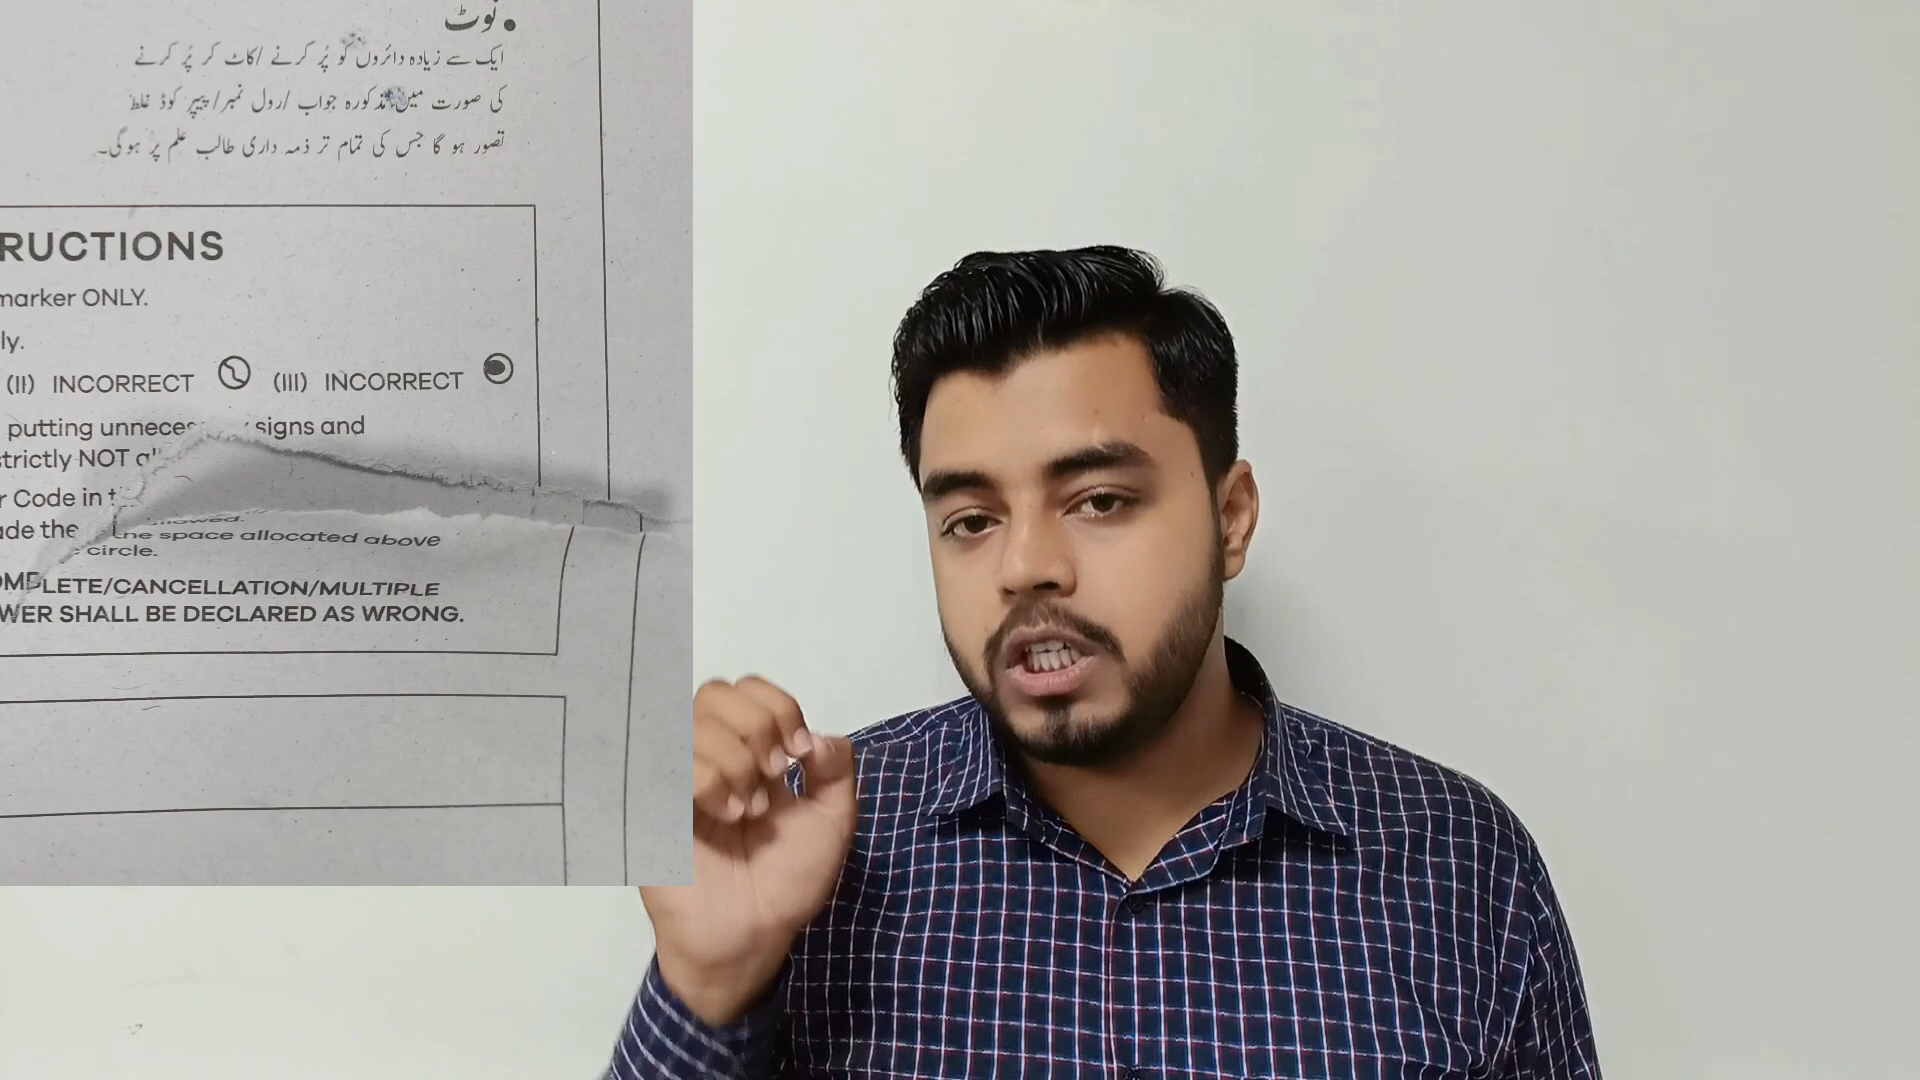 • نوٹ
ایک سے زیادہ دائروں کو پُر کرنے /کاٹ کر پُر کرنے
کی صورت میں مذکورہ جواب /رول نمبر/ پیپر کوڈ غلط
تصور ہو گا جس کی تمام تر ذمہ داری طالب علم پر ہوگی۔
RUCTIONS
marker ONLY.
ly.
(II) INCORRECT (III) INCORRECT
putting signs and
strictly NOT
r Code in
ade the
the space allocated above
circle.
OMPLETE/CANCELLATION/MULTIPLE
WER SHALL BE DECLARED AS WRONG.